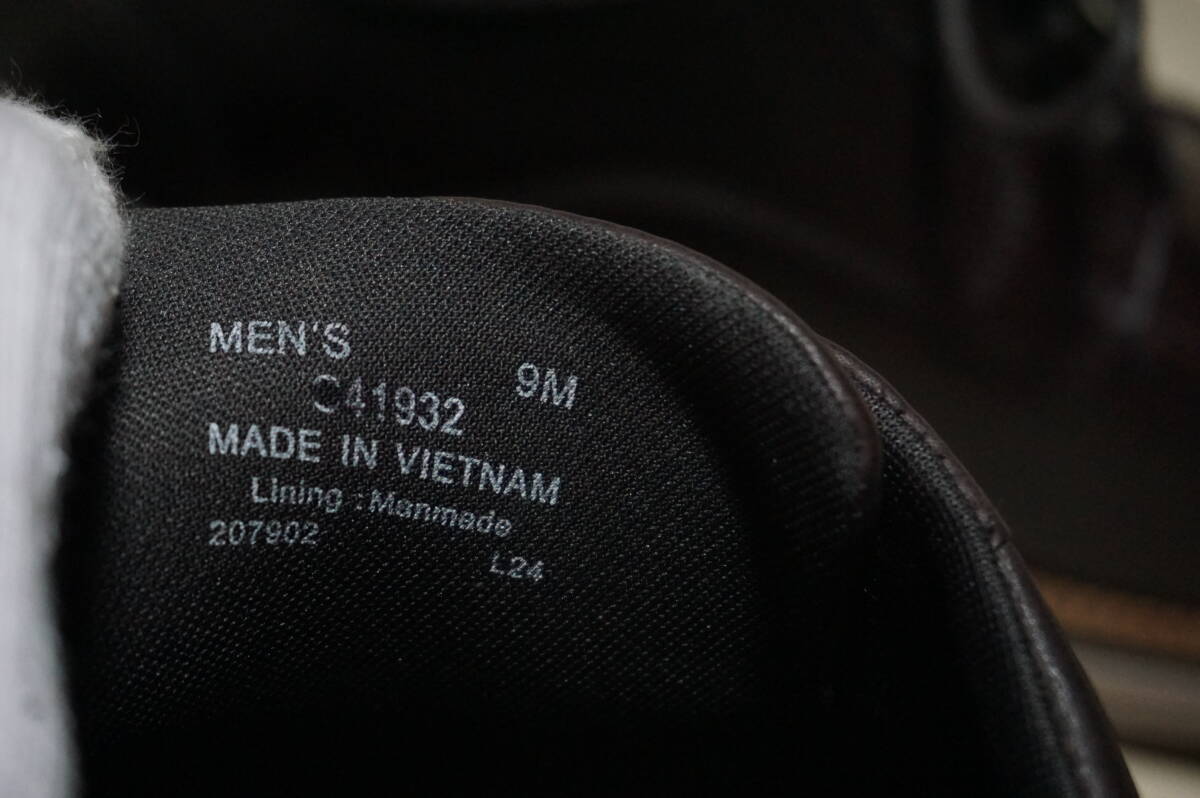 MEN'S
C41932 9M
MADE IN VIETNAM
Lining : Manmade
207902
L24